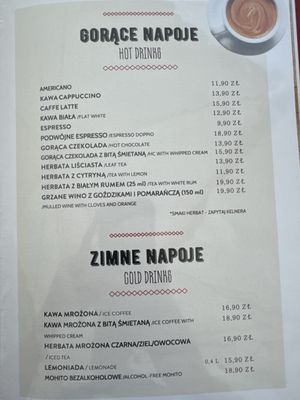 GORĄCE NAPOJE
HOT DRINKS
AMERICANO 11,90 ZŁ
KAWA CAPPUCCINO 13,90 ZŁ
CAFFE LATTE 15,90 ZŁ
KAWA BIAŁA /FLAT WHITE 12,90 ZŁ
ESPRESSO 9,90 ZŁ
PODWÓJNE ESPRESSO /ESPRESSO DOPPIO 18,90 ZŁ
GORĄCA CZEKOLADA /HOT CHOCOLATE 13,90 ZŁ
GORĄCA CZEKOLADA Z BITĄ ŚMIETANĄ /HC WITH WHIPPED CREAM 15,90 ZŁ
HERBATA LIŚCIASTA /LEAF TEA 13,90 ZŁ
HERBATA Z CYTRYNĄ /TEA WITH LEMON 11,90 ZŁ
HERBATA Z BIAŁYM RUMEM (25 ml) /TEA WITH WHITE RUM 19,90 ZŁ
GRZANE WINO Z GOŹDZIKAMI I POMARAŃCZĄ (150 ml) 19,90 ZŁ
/MULLED WINE WITH CLOVES AND ORANGE
*SMAKI HERBAT - ZAPYTAJ KELNERA
ZIMNE NAPOJE
COLD DRINKS
KAWA MROŻONA / ICE COFFEE 16,90 ZŁ
KAWA MROŻONA Z BITĄ ŚMIETANĄ /ICE COFFEE WITH 18,90 ZŁ
WHIPPED CREAM
HERBATA MROŻONA CZARNA/ZIEL/OWOCOWA 16,90 ZŁ
/ ICED TEA
LEMONIADA / LEMONADE 0,4 L 15,90 ZŁ
MOJITO BEZALKOHOLOWE /ALCOHOL-FREE MOJITO 18,90 ZŁ